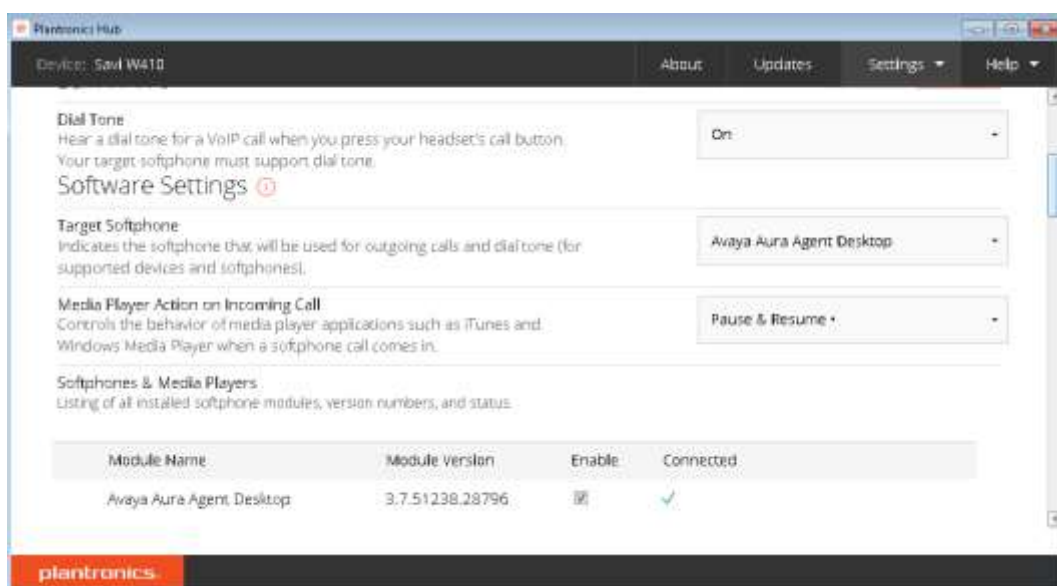 Plantronics Hub
Device: Savi W410
About Updates Settings Help
Dial Tone
Hear a dial tone for a VoIP call when you press your headset's call button.
Your target softphone must support dial tone.
On
Software Settings
Target Softphone
Indicates the softphone that will be used for outgoing calls and dial tone (for
supported devices and softphones).
Avaya Aura Agent Desktop
Media Player Action on Incoming Call
Controls the behavior of media player applications such as iTunes and
Windows Media Player when a softphone call comes in.
Pause & Resume •
Softphones & Media Players
Listing of all installed softphone modules, version numbers, and status.
Module Name Module Version Enable Connected
Avaya Aura Agent Desktop 3.7.51238.28796
plantronics.